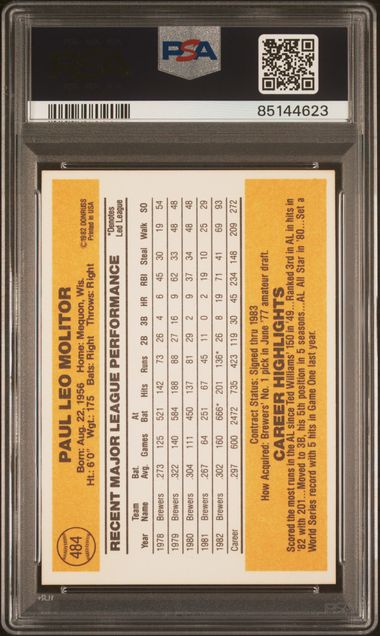 PSA
85144623
484
PAUL LEO MOLITOR
Born: Aug. 22, 1956 Home: Mequon, Wis.
Ht: 6'0" Wgt: 175 Bats: Right Throws: Right
©1982 DONRUSS
Printed in USA
RECENT MAJOR LEAGUE PERFORMANCE
*Denotes
Led League
Year Team Name Bat. Avg. Games At Bat Hits Runs 2B 3B HR RBI Steal Walk SO
1978 Brewers .273 125 521 142 73 26 4 6 45 30 19 54
1979 Brewers .322 140 584 188 88 27 16 9 62 33 48 48
1980 Brewers .304 111 450 137 81 29 2 9 37 34 48 48
1981 Brewers .267 64 251 67 45 11 0 2 19 10 25 29
1982 Brewers .302 160 666* 201 136* 26 8 19 71 41 69 93
Career .297 600 2472 735 423 119 30 45 234 148 209 272
Contract Status: Signed thru 1983
How Acquired: Brewers' No. 1 pick in June '77 amateur draft.
CAREER HIGHLIGHTS
Scored the most runs in the AL since Ted Williams' 150 in '49...Ranked 3rd in AL in hits in
'82 with 201...Moved to 3B, his 5th position in 5 seasons...AL All Star in '80...Set a
World Series record with 5 hits in Game One last year.